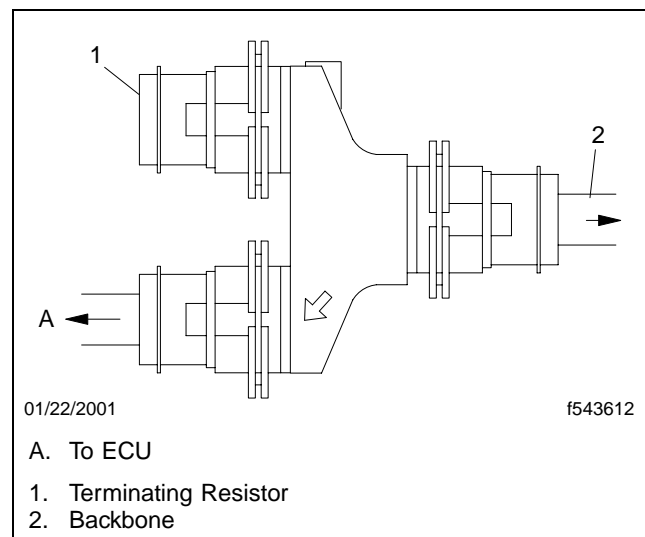 1
2
A
01/22/2001
f543612
A. To ECU
1. Terminating Resistor
2. Backbone